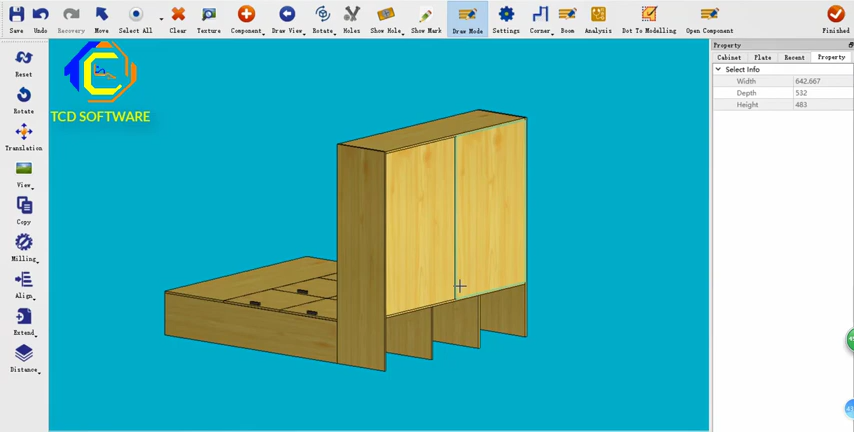 Save Undo Recovery Move Select All Clear Texture Component Draw View Rotate Holes Show Hole Show Mark Draw Mode Settings Corner Boom Analysis Dot To Modelling Open Component Finished
Property
Cabinet Plate Recent Property
Select Info
Width 642.667
Depth 532
Height 483
Reset
Rotate
Translation
View
Copy
Milling
Align
Extend
Distance
TCD SOFTWARE